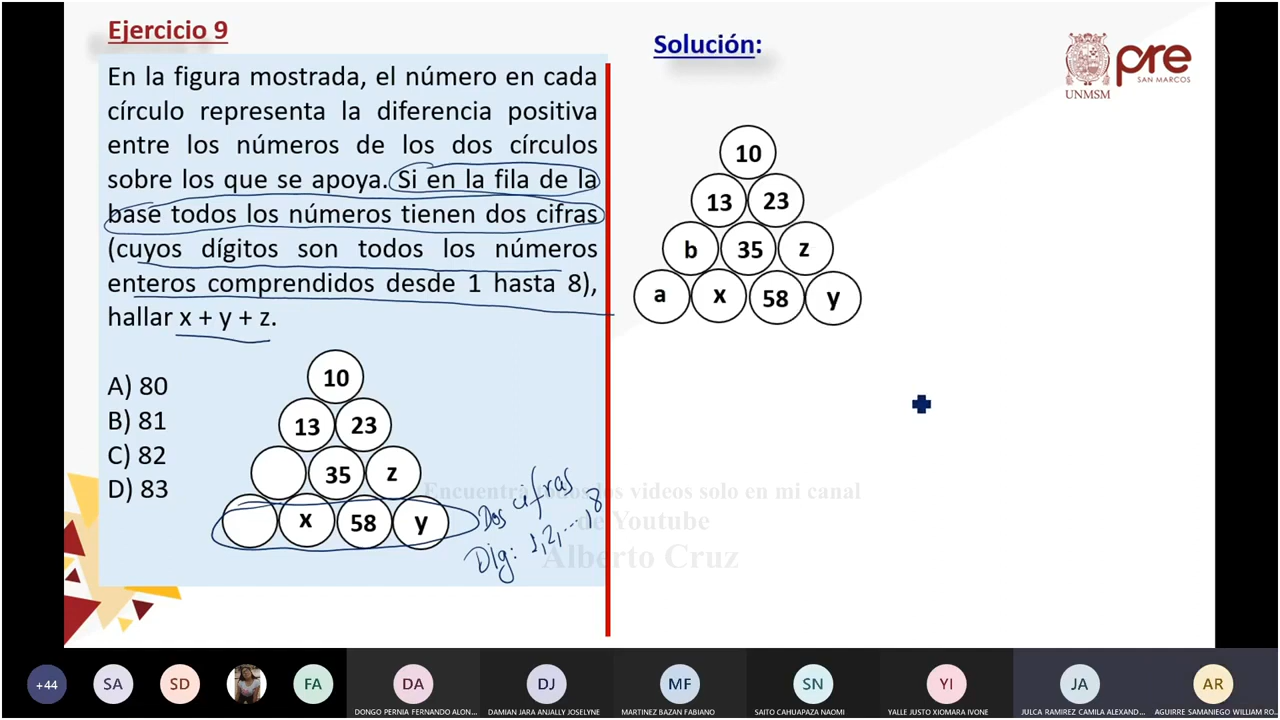 Ejercicio 9
En la figura mostrada, el número en cada
círculo representa la diferencia positiva
entre los números de los dos círculos
sobre los que se apoya. Si en la fila de la
base todos los números tienen dos cifras
(cuyos dígitos son todos los números
enteros comprendidos desde 1 hasta 8),
hallar x + y + z.
A) 80
B) 81
C) 82
D) 83
10
13 23
35 z
x 58 y
Dos cifras
Dig: 1,2,...,8
Solución:
UNMSM
pre
SAN MARCOS
10
13 23
b 35 z
a x 58 y
Encuentra todos los videos solo en mi canal
de Youtube
Alberto Cruz
+44
SA
SD
FA
DA
DONGO PERNIA FERNANDO ALON...
DJ
DAMIAN JARA ANJALLY JOSELYNE
MF
MARTINEZ BAZAN FABIANO
SN
SAITO CAHUAPAZA NAOMI
YI
YALLE JUSTO XIOMARA IVONE
JA
JULCA RAMIREZ CAMILA ALEXAND...
AR
AGUIRRE SAMANIEGO WILLIAM RO...